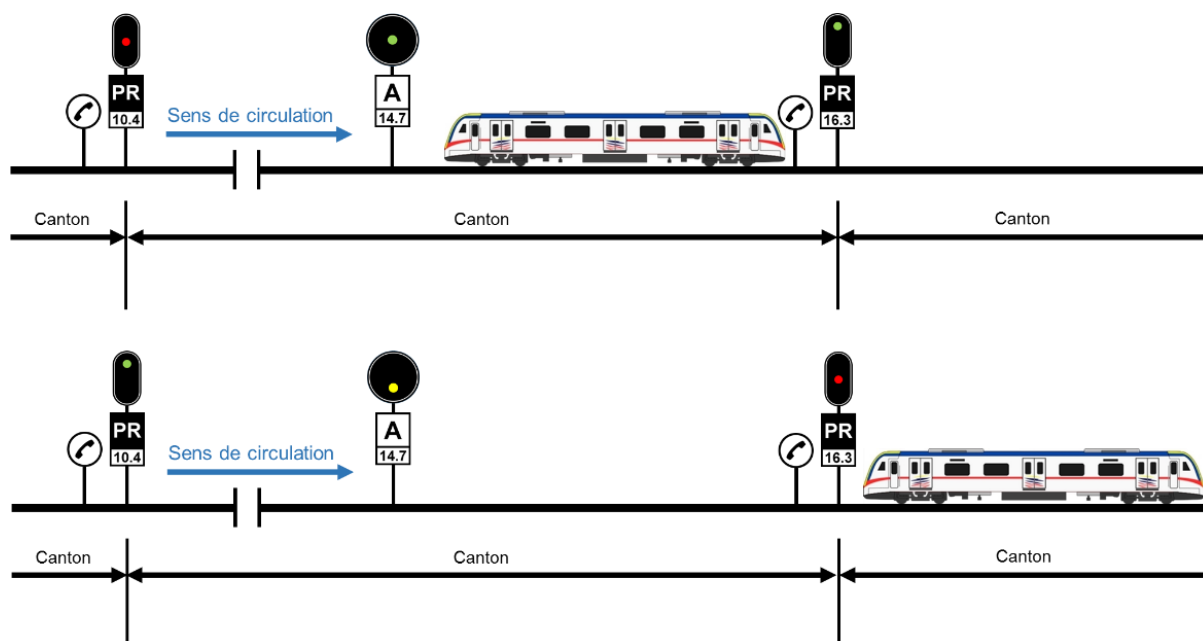 PR
10.4
Sens de circulation
A
14.7
PR
16.3
Canton
Canton
Canton
PR
10.4
Sens de circulation
A
14.7
PR
16.3
Canton
Canton
Canton